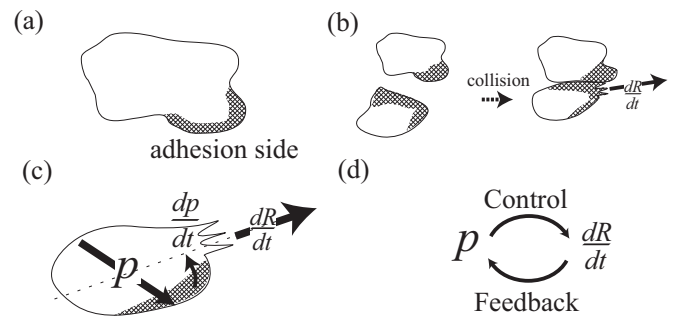 (a)
adhesion side
(b)
collision
dR
dt
(c)
dp
dt
dR
dt
p
(d)
Control
p
dR
dt
Feedback